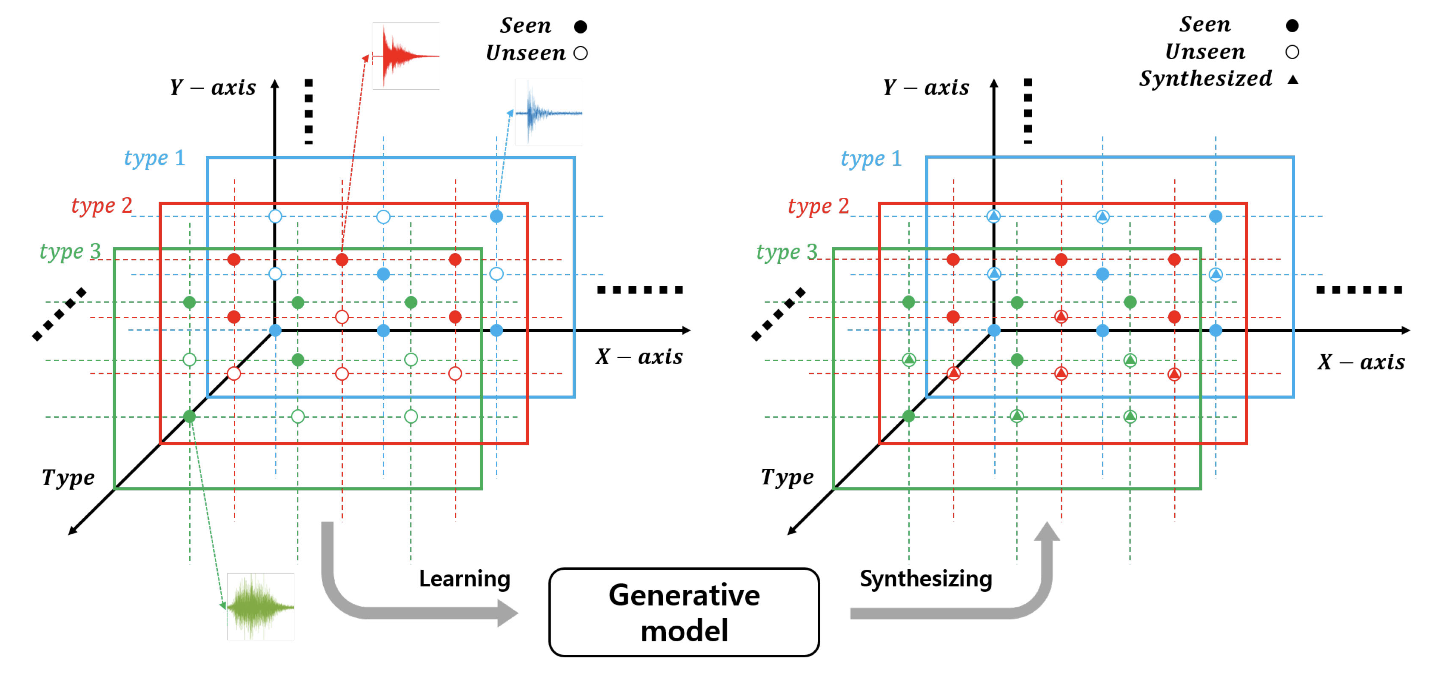 Seen
Unseen
Y – axis
type 1
type 2
type 3
X – axis
Type
Seen
Unseen
Synthesized
Y – axis
type 1
type 2
type 3
X – axis
Type
Learning
Generative
model
Synthesizing